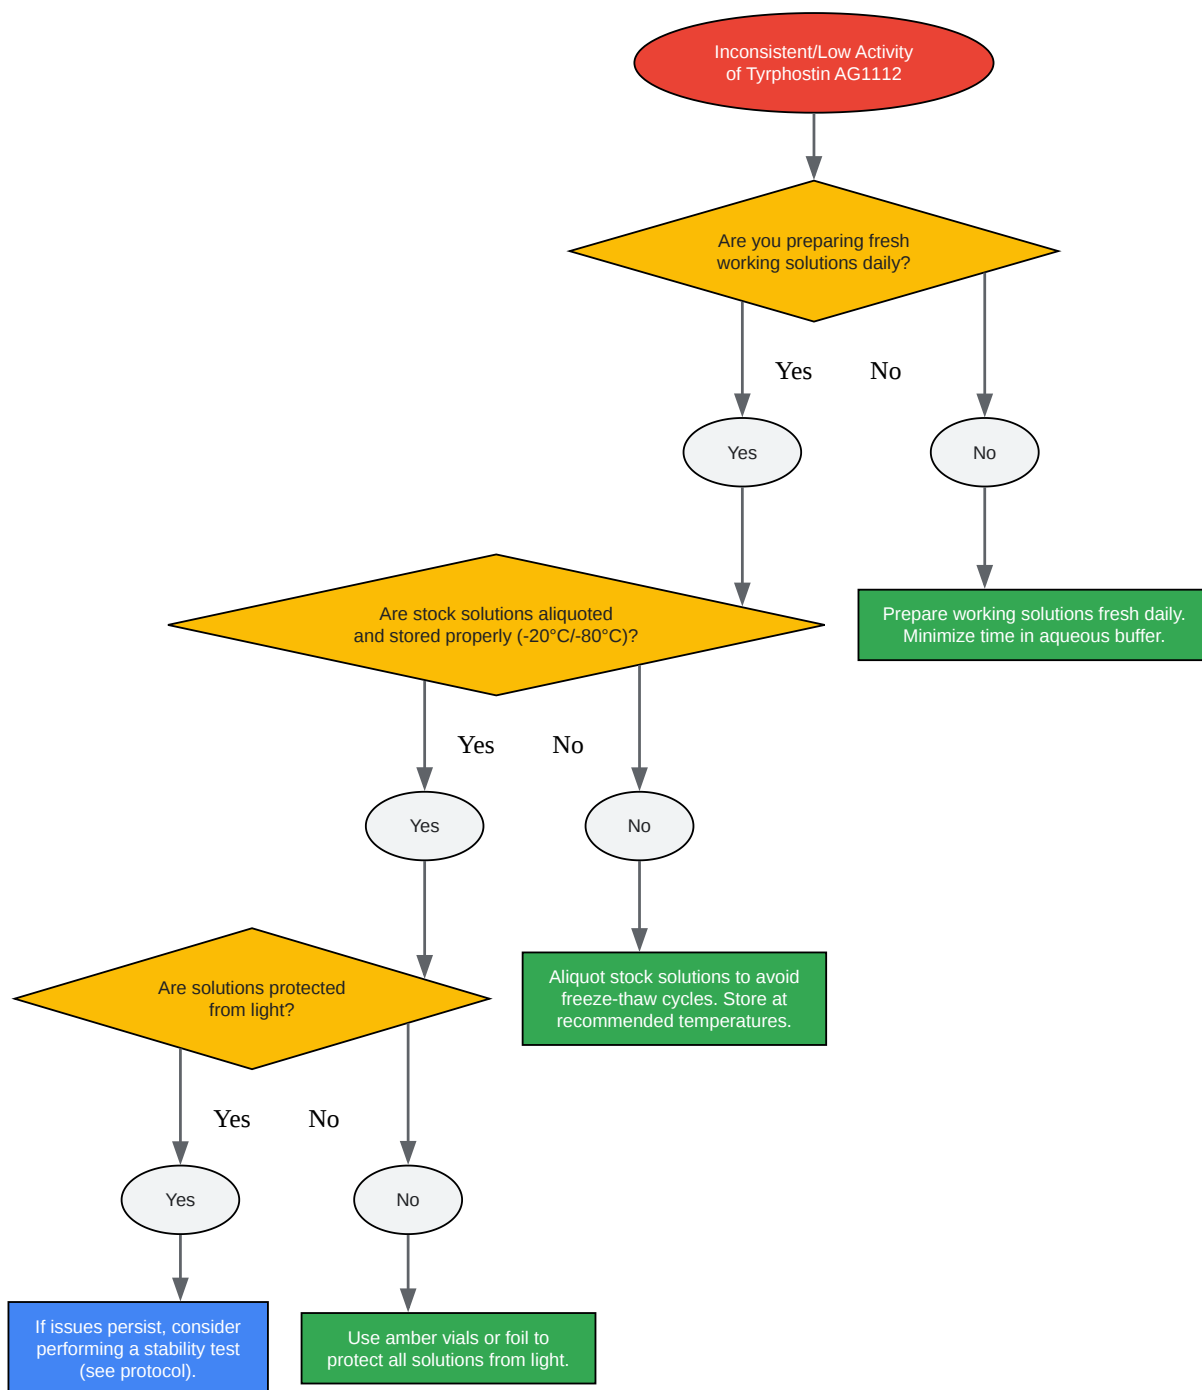 Inconsistent/Low Activity
of Tyrphostin AG1112
Are you preparing fresh
working solutions daily?
Yes
No
Yes
No
Are stock solutions aliquoted
and stored properly (-20°C/-80°C)?
Prepare working solutions fresh daily.
Minimize time in aqueous buffer.
Yes
No
Yes
No
Are solutions protected
from light?
Aliquot stock solutions to avoid
freeze-thaw cycles. Store at
recommended temperatures.
Yes
No
Yes
No
If issues persist, consider
performing a stability test
(see protocol).
Use amber vials or foil to
protect all solutions from light.